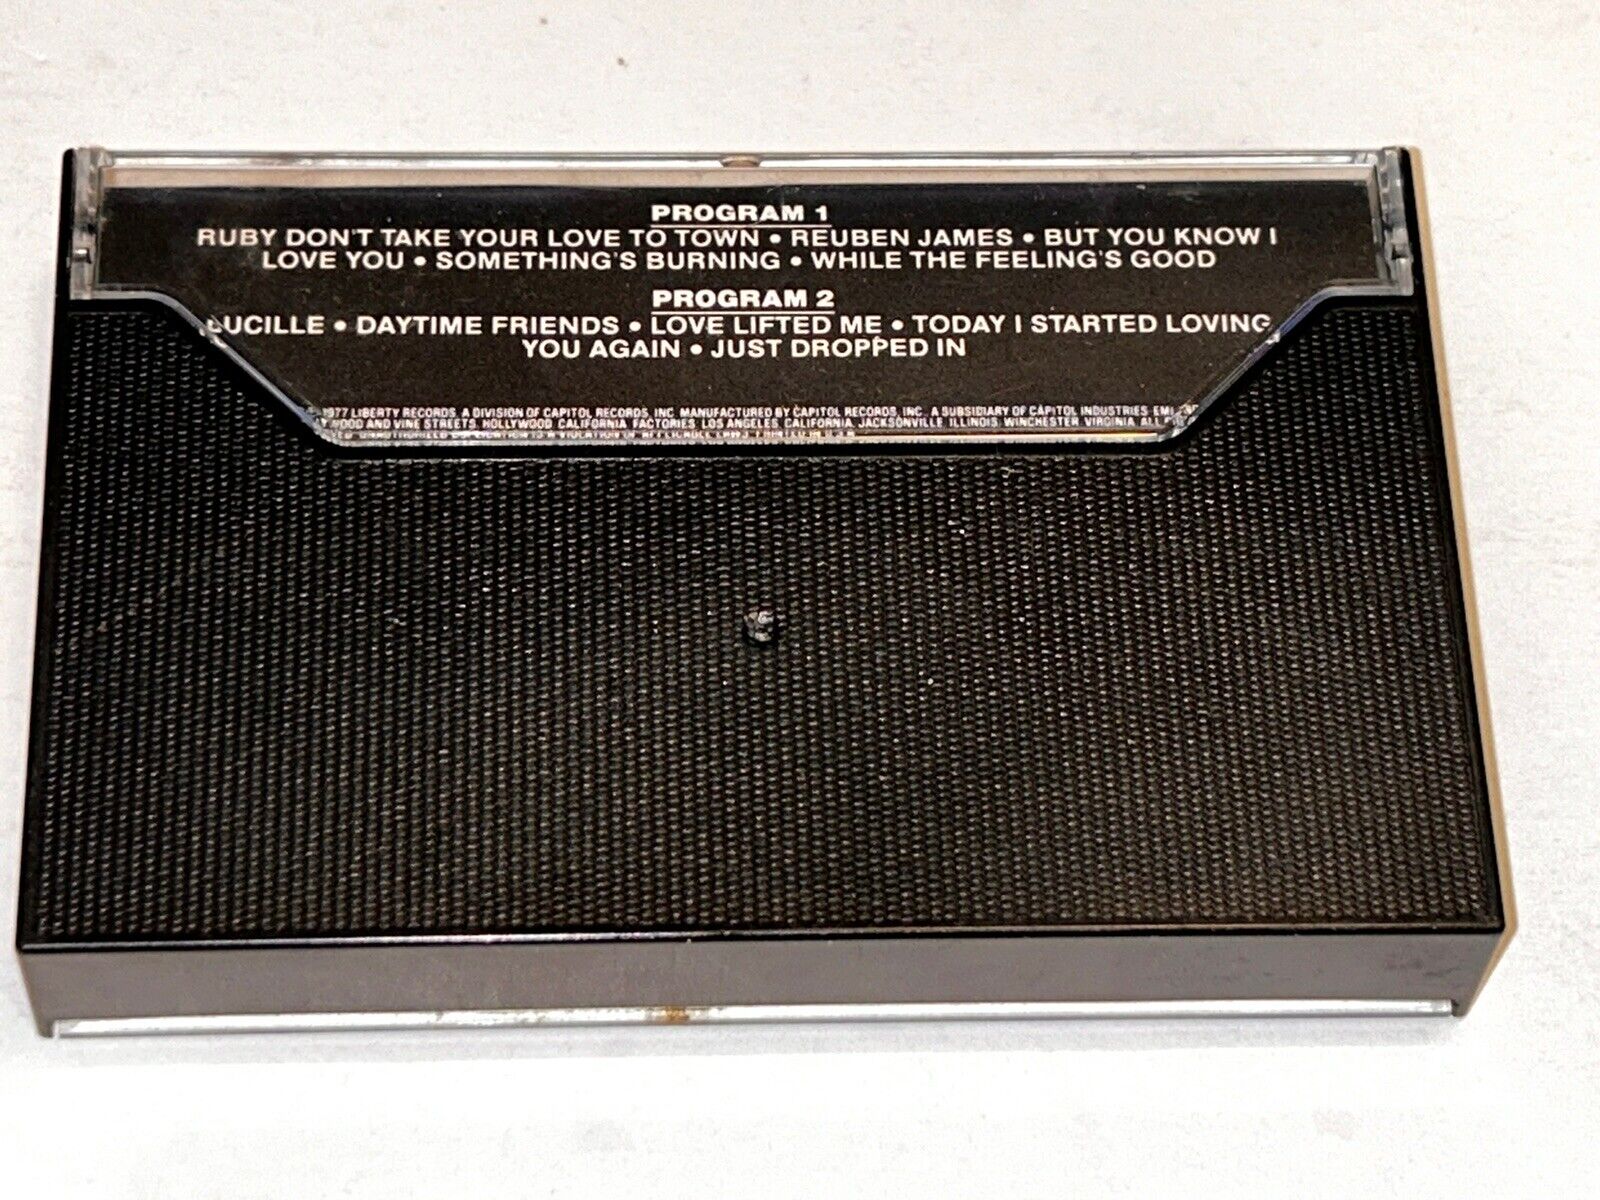 PROGRAM 1
RUBY DON'T TAKE YOUR LOVE TO TOWN • REUBEN JAMES • BUT YOU KNOW I
LOVE YOU • SOMETHING'S BURNING • WHILE THE FEELING'S GOOD
PROGRAM 2
LUCILLE • DAYTIME FRIENDS • LOVE LIFTED ME • TODAY I STARTED LOVING
YOU AGAIN • JUST DROPPED IN
1977 LIBERTY RECORDS, A DIVISION OF CAPITOL RECORDS, INC. MANUFACTURED BY CAPITOL RECORDS, INC., A SUBSIDIARY OF CAPITOL INDUSTRIES EMI
WOOD AND VINE STREETS, HOLLYWOOD, CALIFORNIA. FACTORIES: LOS ANGELES, CALIFORNIA, JACKSONVILLE, ILLINOIS, WINCHESTER, VIRGINIA. ALL